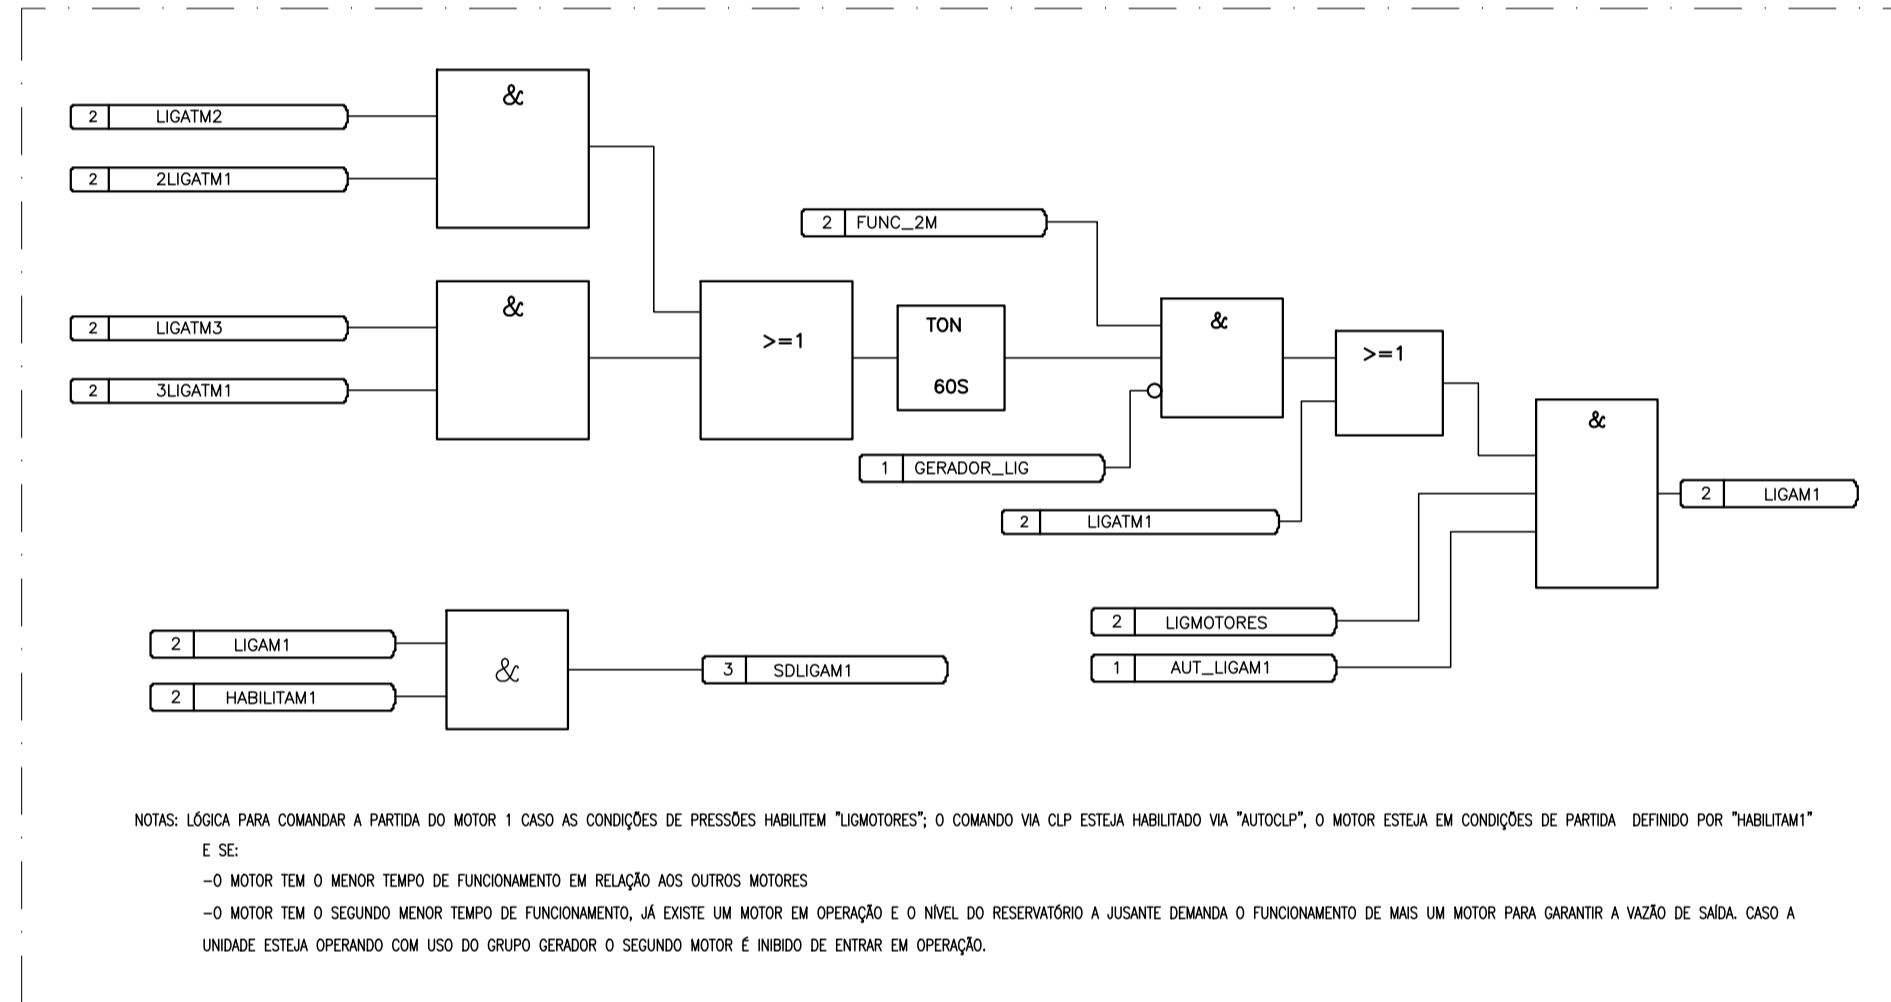 &
2 LIGATM2
2 2LIGATM1
2 FUNC_2M
&
2 LIGATM3
2 3LIGATM1
>=1
TON
60S
&
>=1
1 GERADOR_LIG
2 LIGATM1
&
2 LIGAM1
2 LIGMOTORES
1 AUT_LIGAM1
2 LIGAM1
2 HABILITAM1
&
3 SDLIGAM1
NOTAS: LÓGICA PARA COMANDAR A PARTIDA DO MOTOR 1 CASO AS CONDIÇÕES DE PRESSÕES HABILITEM "LIGMOTORES"; O COMANDO VIA CLP ESTEJA HABILITADO VIA "AUTOCLP", O MOTOR ESTEJA EM CONDIÇÕES DE PARTIDA DEFINIDO POR "HABILITAM1"
E SE:
-O MOTOR TEM O MENOR TEMPO DE FUNCIONAMENTO EM RELAÇÃO AOS OUTROS MOTORES
-O MOTOR TEM O SEGUNDO MENOR TEMPO DE FUNCIONAMENTO, JÁ EXISTE UM MOTOR EM OPERAÇÃO E O NÍVEL DO RESERVATÓRIO A JUSANTE DEMANDA O FUNCIONAMENTO DE MAIS UM MOTOR PARA GARANTIR A VAZÃO DE SAÍDA. CASO A
UNIDADE ESTEJA OPERANDO COM USO DO GRUPO GERADOR O SEGUNDO MOTOR É INIBIDO DE ENTRAR EM OPERAÇÃO.